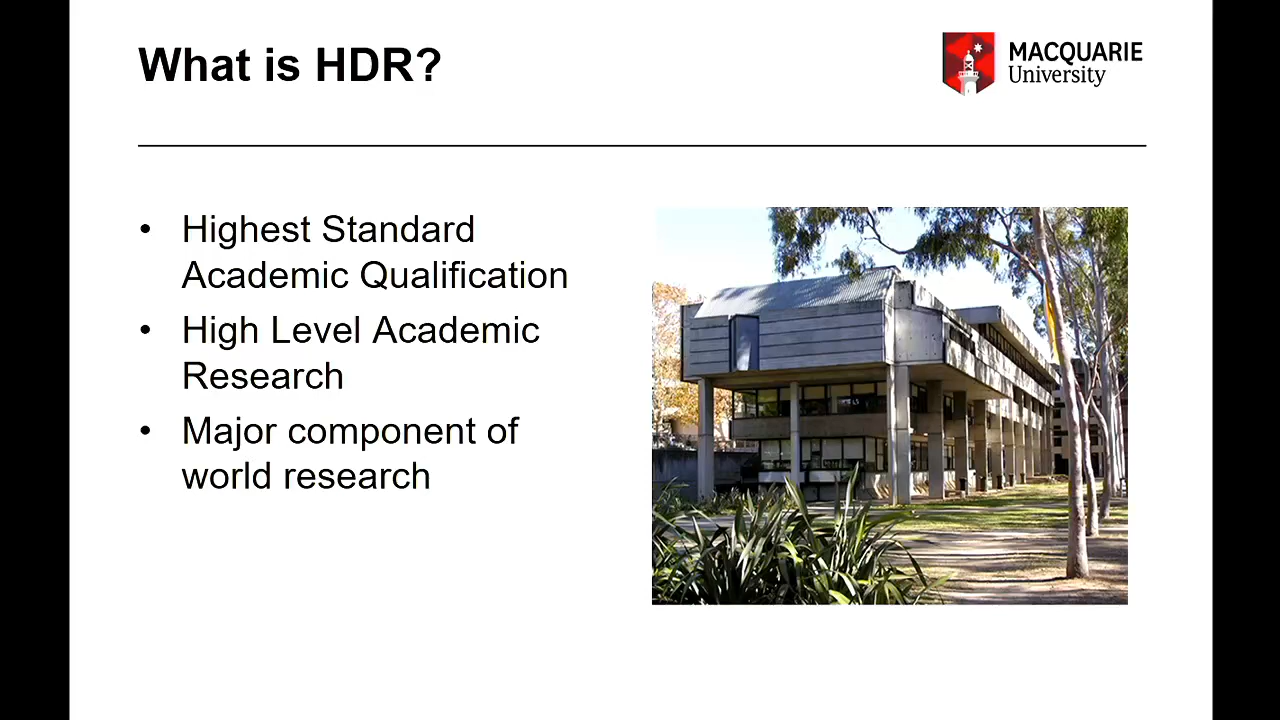 What is HDR?
MACQUARIE
University
• Highest Standard
Academic Qualification
• High Level Academic
Research
• Major component of
world research